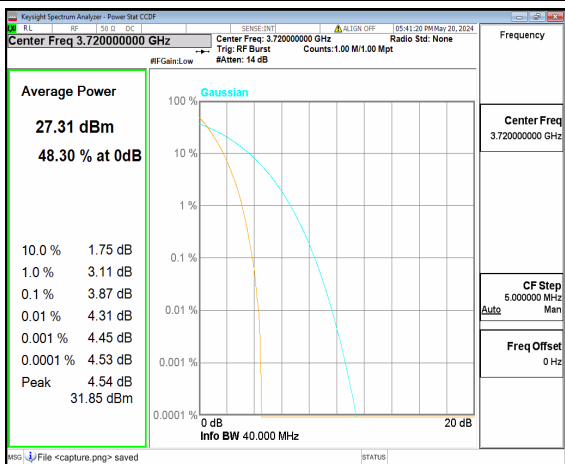 Keysight Spectrum Analyzer - Power Stat CCDF
RL RF 50 Ω DC SENSE:INT ALIGN OFF 05:41:20 PM May 20, 2024
Center Freq 3.720000000 GHz
Center Freq: 3.720000000 GHz Radio Std: None
Trig: RF Burst Counts:1.00 M/1.00 Mpt
#IFGain:Low #Atten: 14 dB
Frequency
Average Power
27.31 dBm
48.30 % at 0dB
10.0 % 1.75 dB
1.0 % 3.11 dB
0.1 % 3.87 dB
0.01 % 4.31 dB
0.001 % 4.45 dB
0.0001 % 4.53 dB
Peak 4.54 dB
31.85 dBm
Gaussian
100 %
10 %
1 %
0.1 %
0.01 %
0.001 %
0.0001 %
0 dB 20 dB
Info BW 40.000 MHz
Center Freq
3.720000000 GHz
CF Step
5.000000 MHz
Auto Man
Freq Offset
0 Hz
MSG File <capture.png> saved STATUS